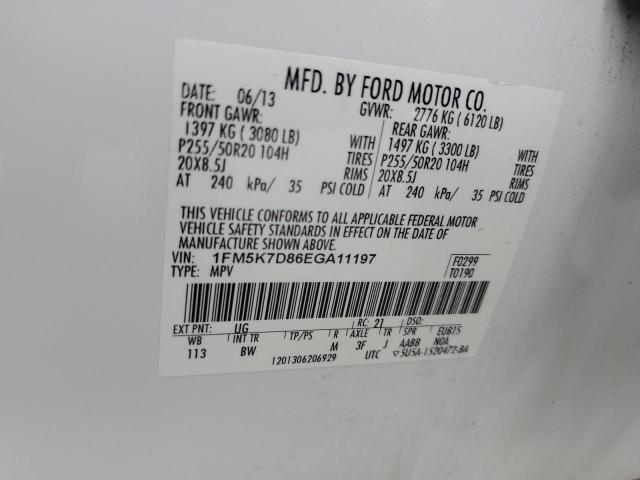 MFD. BY FORD MOTOR CO.
DATE: 06/13 GVWR: 2776 KG ( 6120 LB)
FRONT GAWR: REAR GAWR:
1397 KG ( 3080 LB) 1497 KG ( 3300 LB)
P255/50R20 104H TIRES P255/50R20 104H TIRES
20X8.5J RIMS 20X8.5J RIMS
AT 240 kPa/ 35 PSI COLD AT 240 kPa/ 35 PSI COLD
THIS VEHICLE CONFORMS TO ALL APPLICABLE FEDERAL MOTOR
VEHICLE SAFETY STANDARDS IN EFFECT ON THE DATE OF
MANUFACTURE SHOWN ABOVE.
VIN: 1FM5K7D86EGA11197 F0299
TYPE: MPV T0190
EXT PNT: UG RC: 21 DSO:
WB INT TR TP/PS R AXLE TR SPR EUB15
113 BW M 3F J AABB NOA
1201306206929 UTC ▽5U5A-1520472-BA